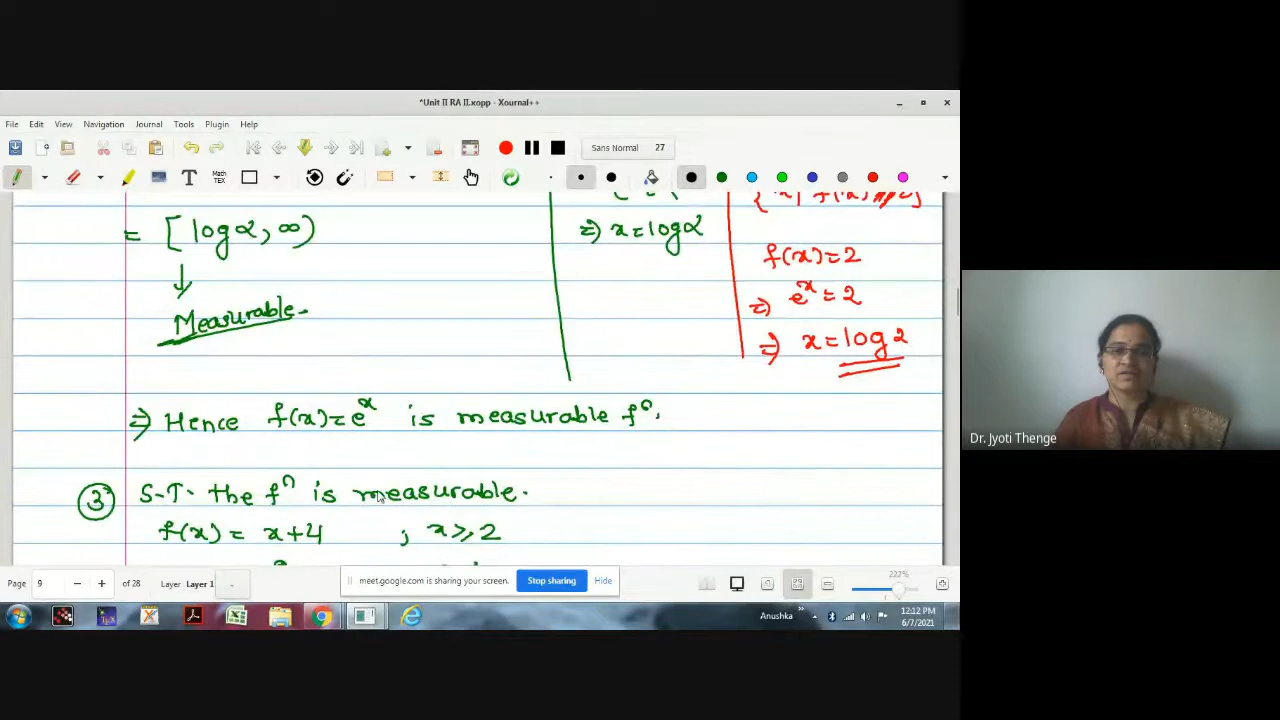 *Unit II RA II.xopp - Xournal++
File Edit View Navigation Journal Tools Plugin Help
Sans Normal 27
= [log α, ∞)
↓
Measurable.
⇒ x = log α
f(x) = 2
⇒ e^x = 2
⇒ x = log 2
⇒ Hence f(x) = e^x is measurable fⁿ.
③ S.T. the fⁿ is measurable.
f(x) = x+4 ; x ≥ 2
Page 9 of 28 Layer Layer 1
meet.google.com is sharing your screen. Stop sharing Hide
222%
Anushka
12:12 PM
6/7/2021
Dr. Jyoti Thenge